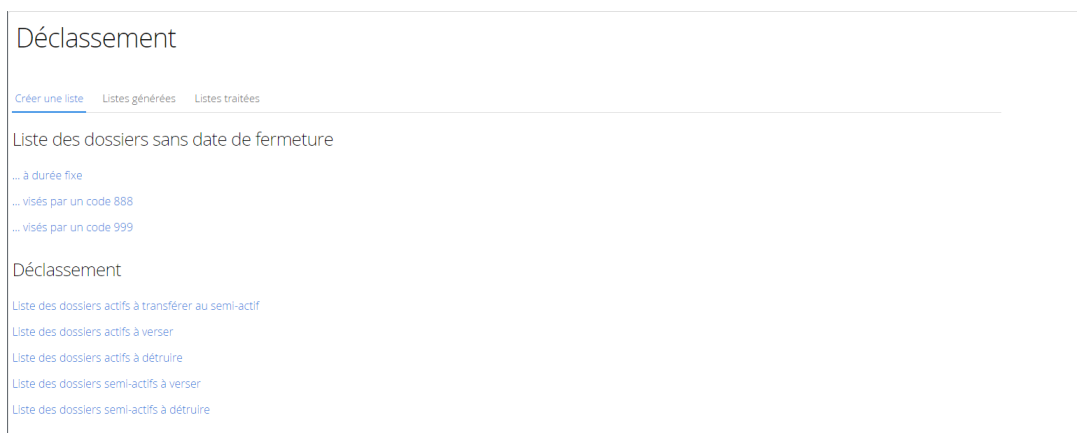 Déclassement
Créer une liste Listes générées Listes traitées
Liste des dossiers sans date de fermeture
... à durée fixe
... visés par un code 888
... visés par un code 999
Déclassement
Liste des dossiers actifs à transférer au semi-actif
Liste des dossiers actifs à verser
Liste des dossiers actifs à détruire
Liste des dossiers semi-actifs à verser
Liste des dossiers semi-actifs à détruire